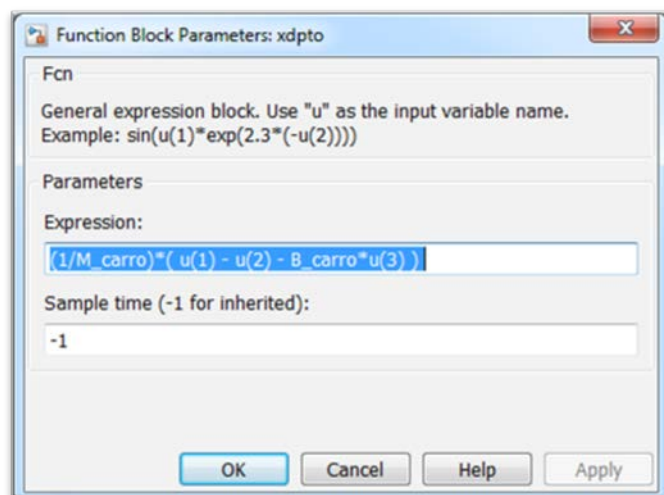 Function Block Parameters: xdpto
Fcn
General expression block. Use "u" as the input variable name.
Example: sin(u(1)*exp(2.3*(-u(2))))
Parameters
Expression:
(1/M_carro)*( u(1) - u(2) - B_carro*u(3) )
Sample time (-1 for inherited):
-1
OK Cancel Help Apply